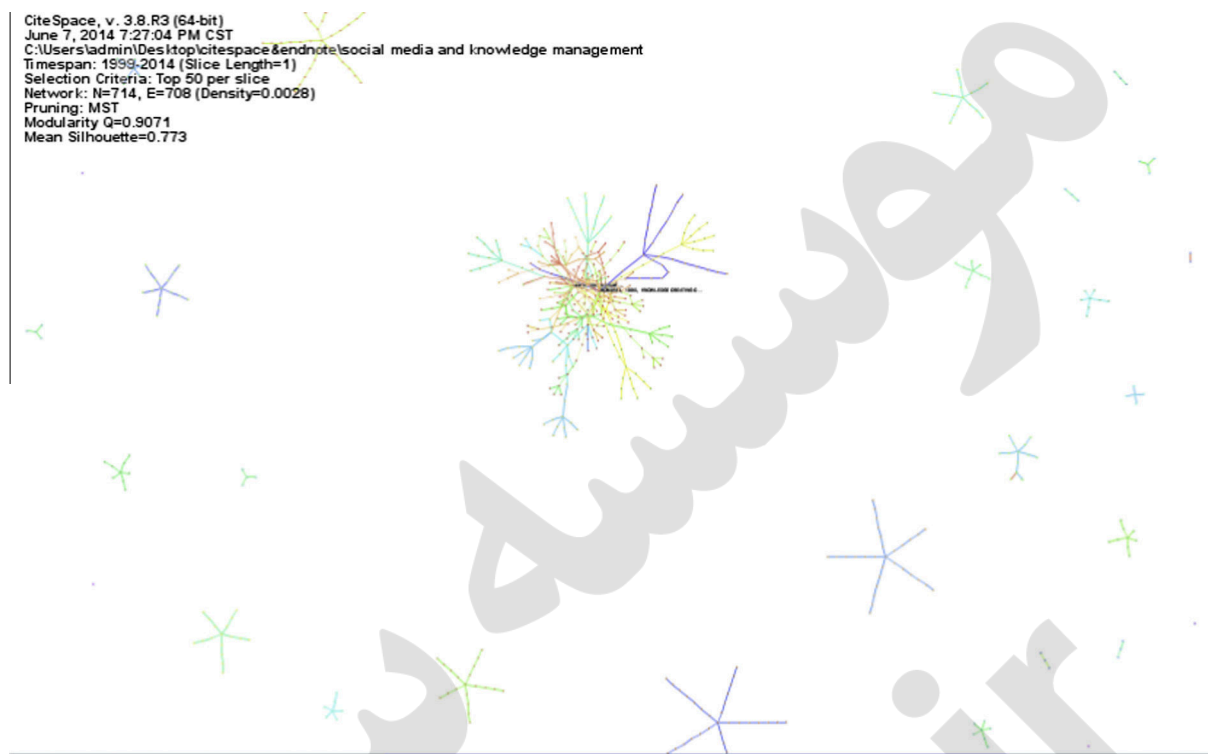 CiteSpace, v. 3.8.R3 (64-bit)
June 7, 2014 7:27:04 PM CST
C:\Users\admin\Desktop\citespace&endnote\social media and knowledge management
Timespan: 1999-2014 (Slice Length=1)
Selection Criteria: Top 50 per slice
Network: N=714, E=708 (Density=0.0028)
Pruning: MST
Modularity Q=0.9071
Mean Silhouette=0.773
موسسه
ir